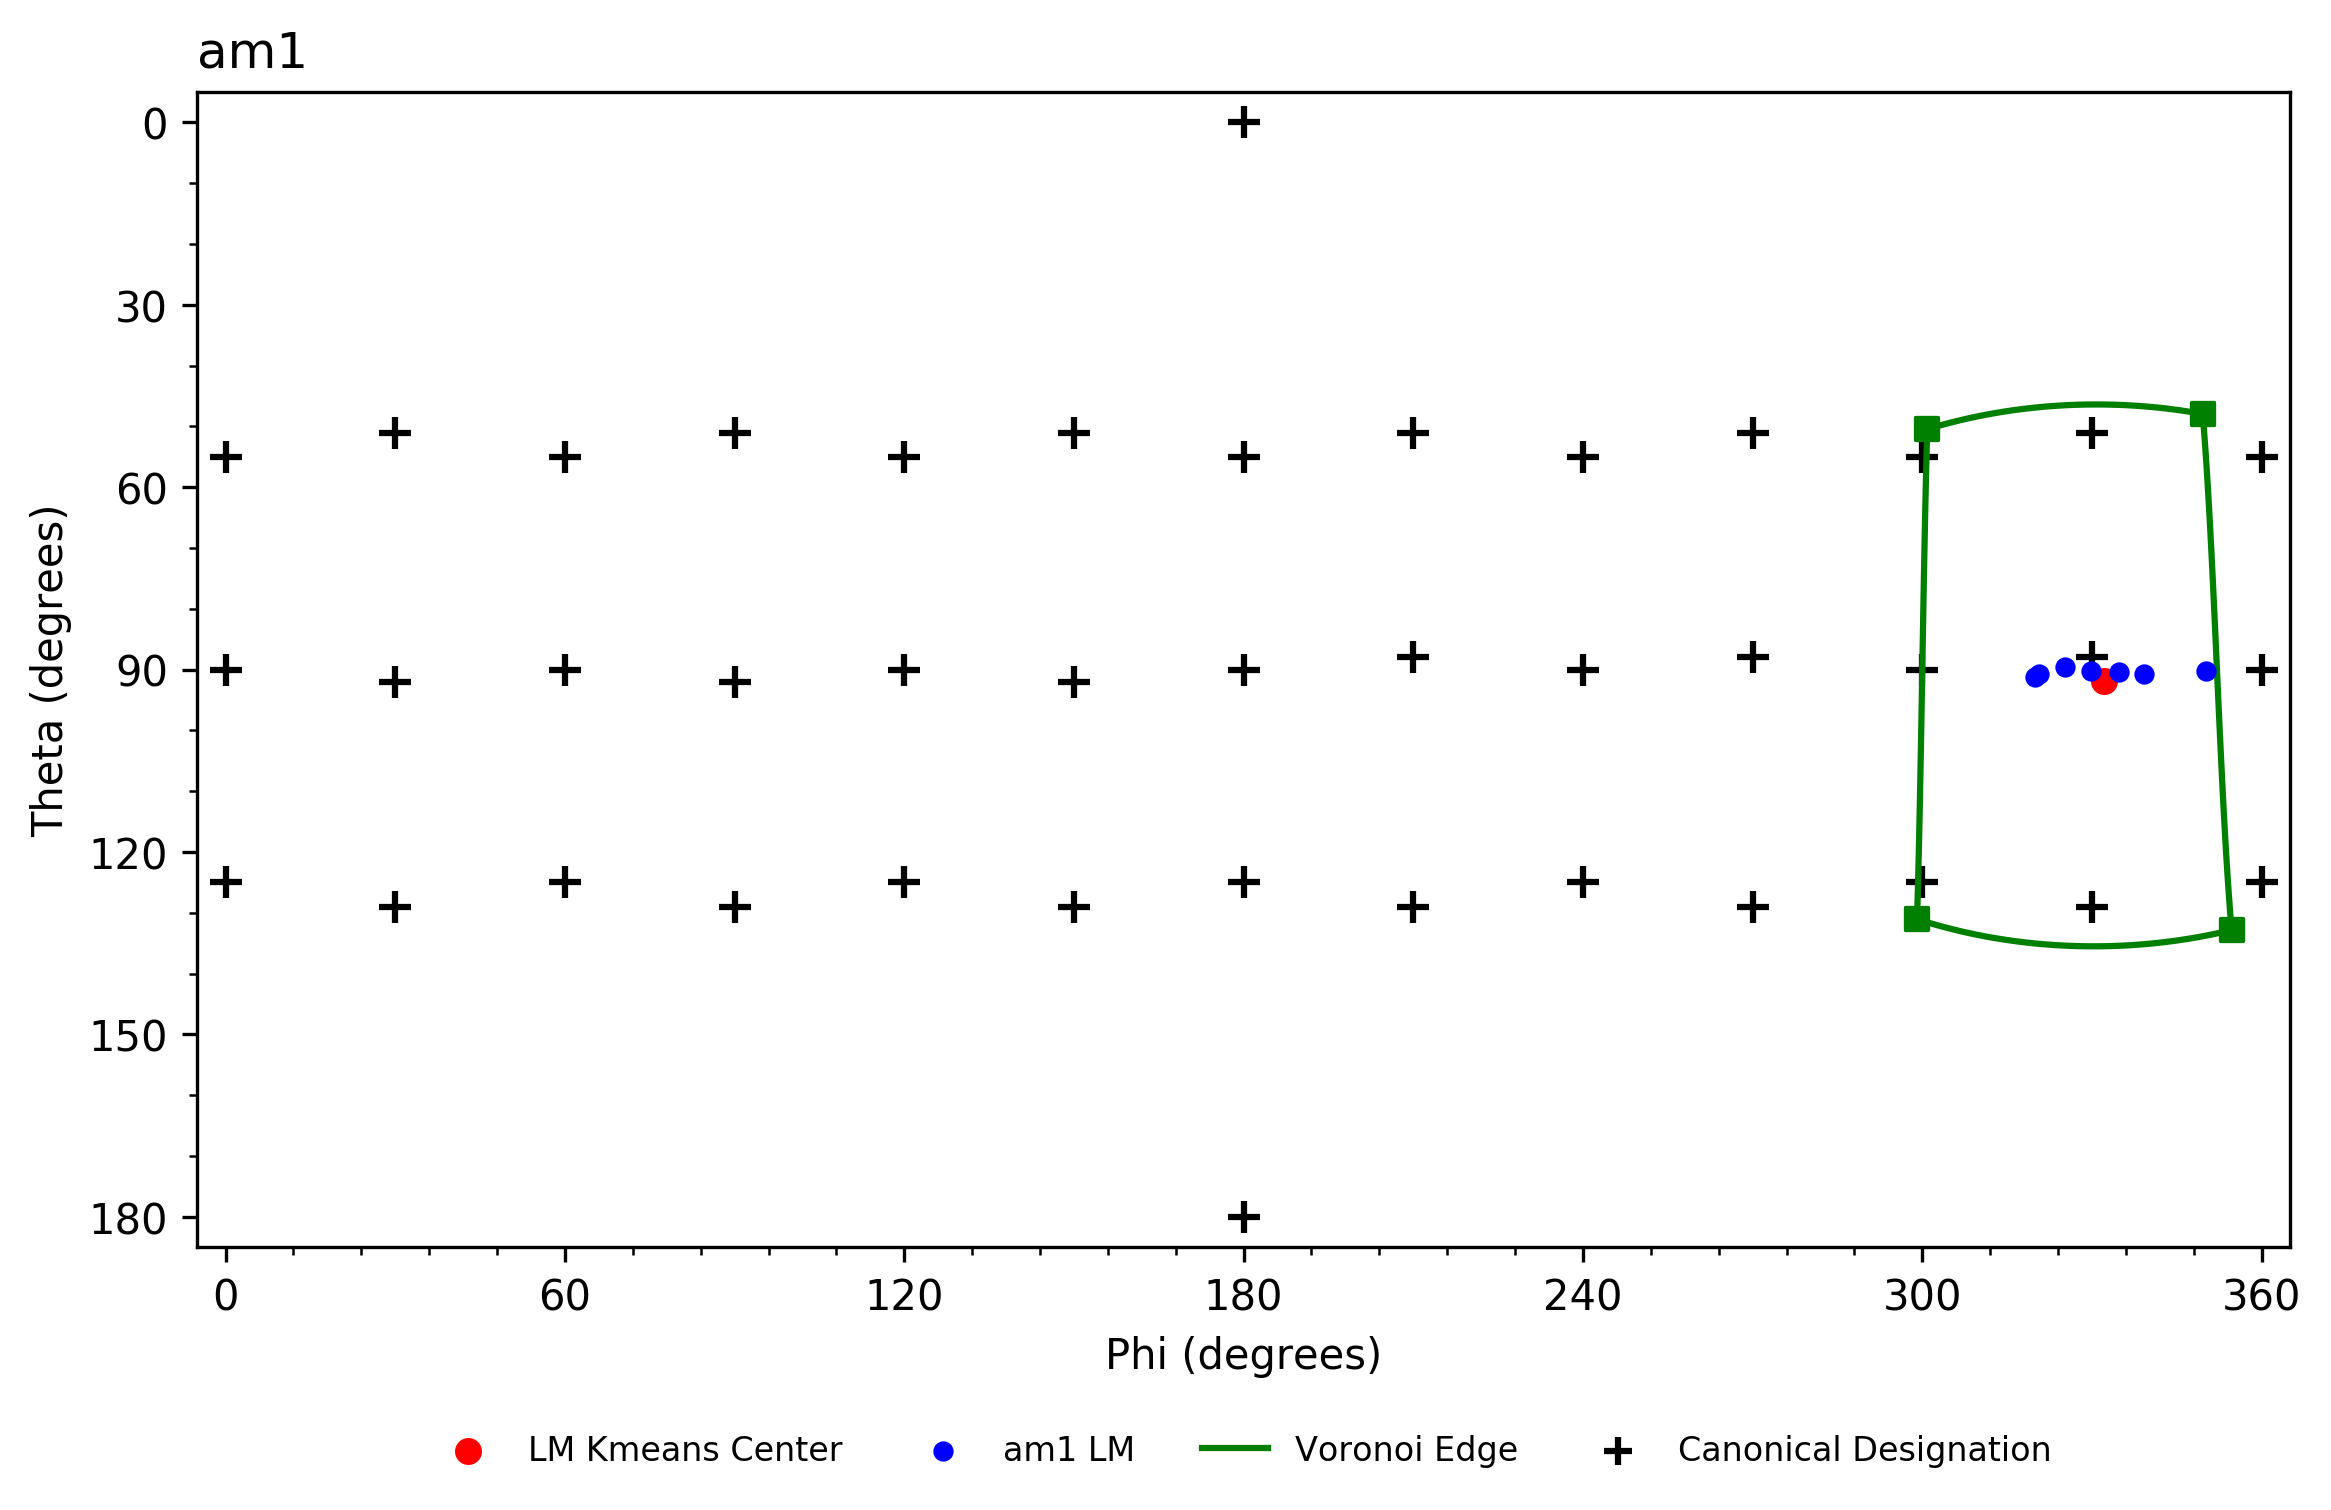 am1
0
30
60
90
120
150
180
Theta (degrees)
0 60 120 180 240 300 360
Phi (degrees)
LM Kmeans Center am1 LM Voronoi Edge Canonical Designation